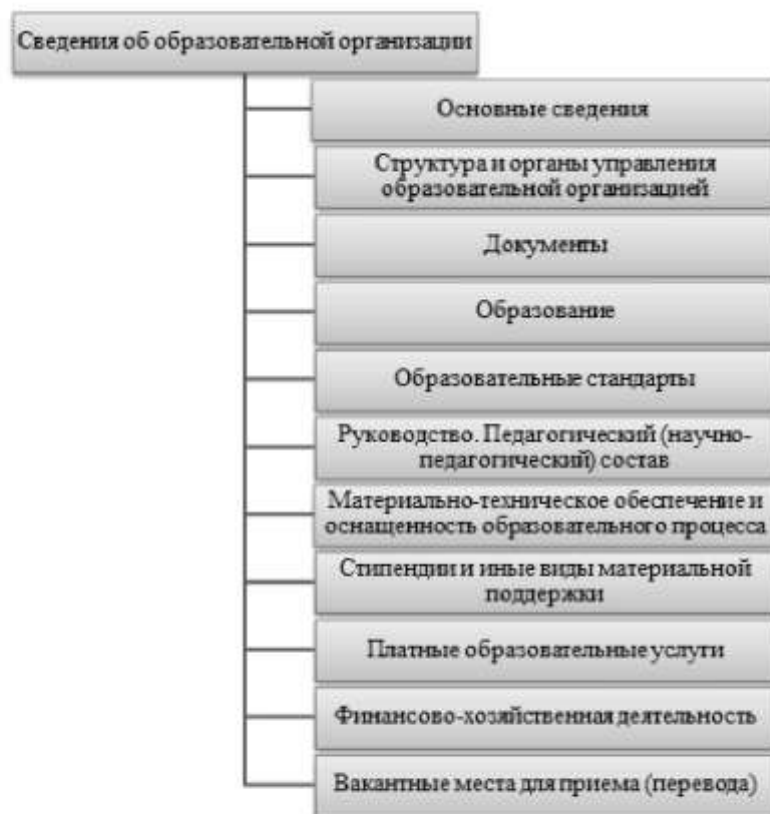 Сведения об образовательной организации
Основные сведения
Структура и органы управления
образовательной организацией
Документы
Образование
Образовательные стандарты
Руководство. Педагогический (научно-
педагогический) состав
Материально-техническое обеспечение и
оснащенность образовательного процесса
Стипендии и иные виды материальной
поддержки
Платные образовательные услуги
Финансово-хозяйственная деятельность
Вакантные места для приема (перевода)